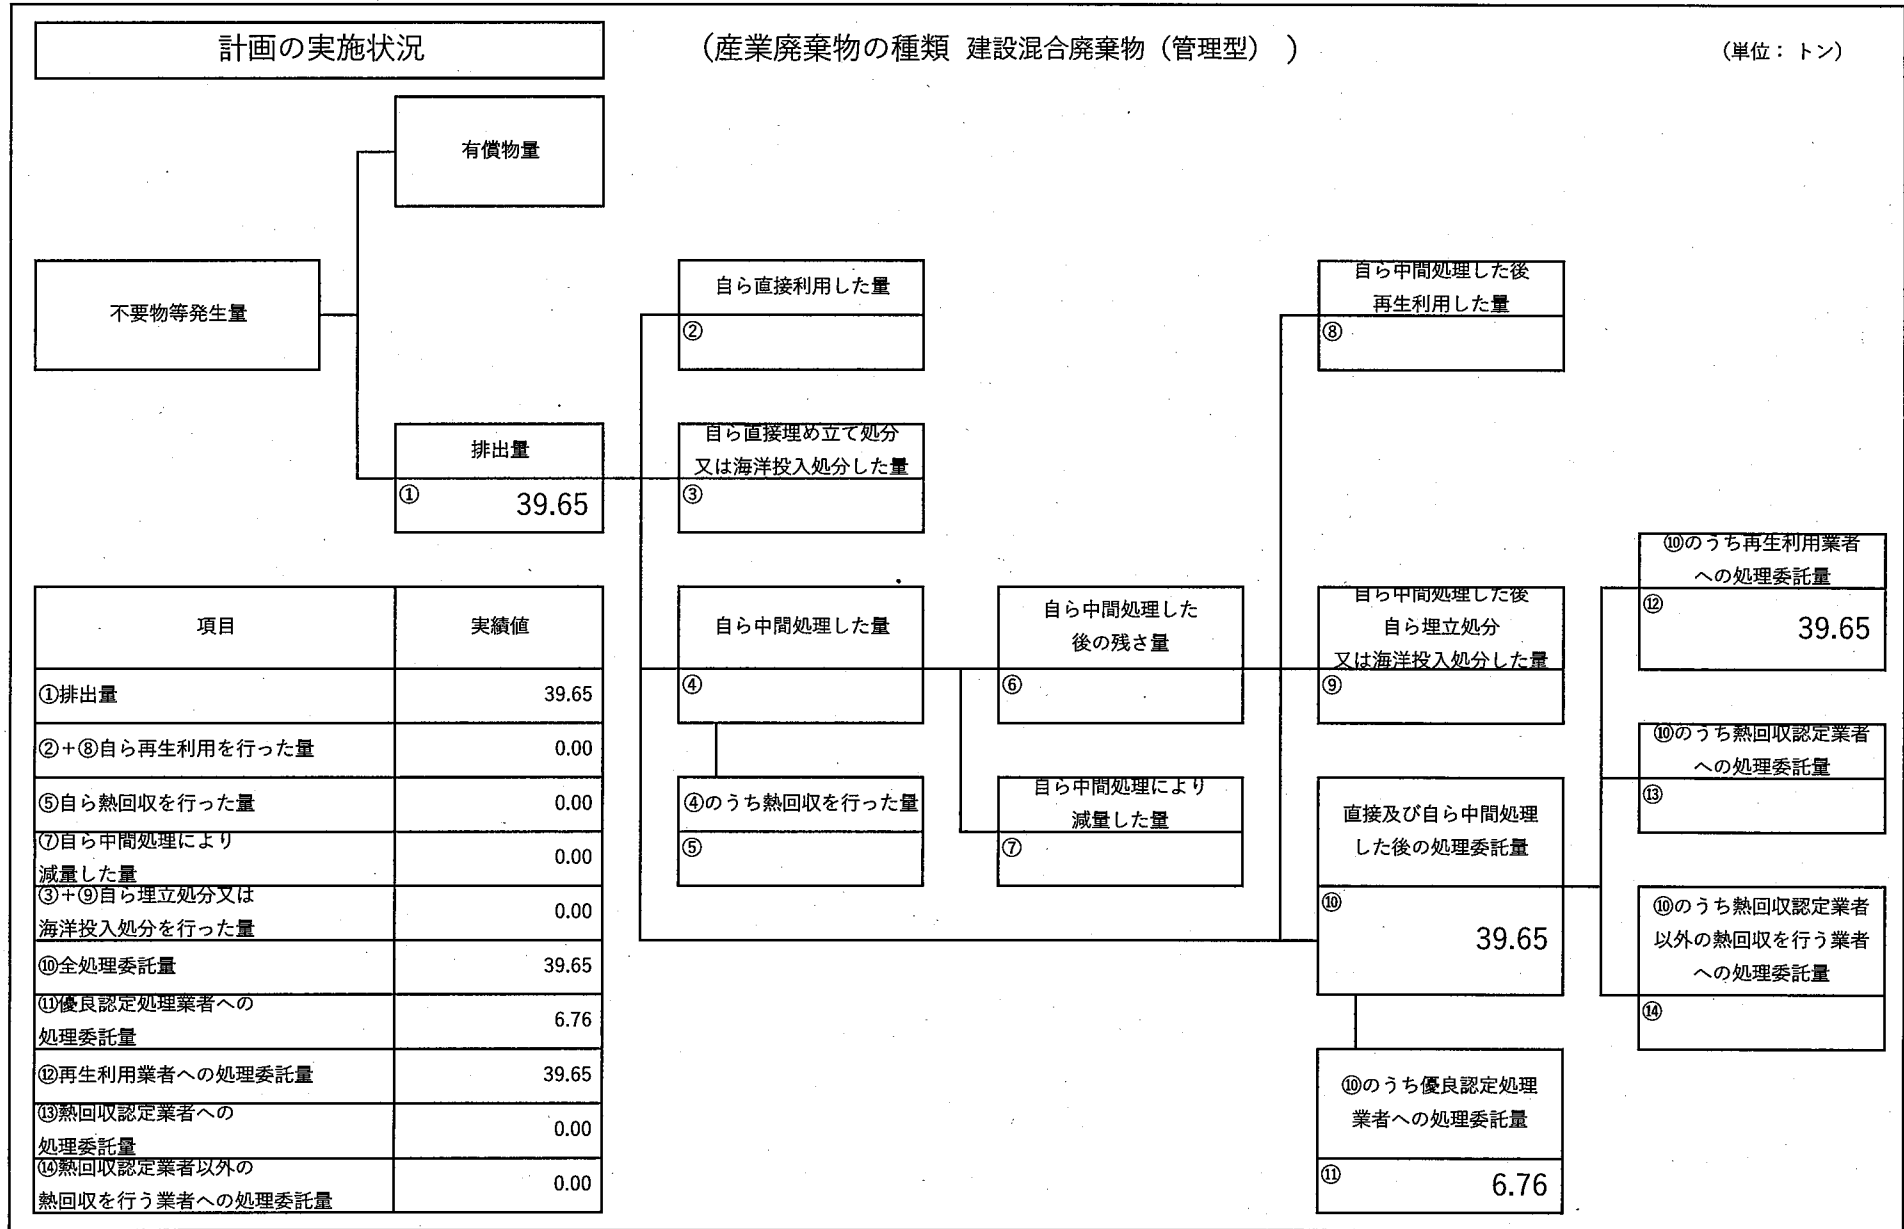 計画の実施状況
（産業廃棄物の種類 建設混合廃棄物（管理型） ）
（単位：トン）
有償物量
不要物等発生量
自ら直接利用した量
②
自ら中間処理した後
再生利用した量
⑧
排出量
① 39.65
自ら直接埋め立て処分
又は海洋投入処分した量
③
⑩のうち再生利用業者
への処理委託量
⑫ 39.65
自ら中間処理した量
④
自ら中間処理した
後の残さ量
⑥
自ら中間処理した後
自ら埋立処分
又は海洋投入処分した量
⑨
⑩のうち熱回収認定業者
への処理委託量
⑬
④のうち熱回収を行った量
⑤
自ら中間処理により
減量した量
⑦
直接及び自ら中間処理
した後の処理委託量
⑩
39.65
⑩のうち熱回収認定業者
以外の熱回収を行う業者
への処理委託量
⑭
⑩のうち優良認定処理
業者への処理委託量
⑪ 6.76
項目 実績値
①排出量 39.65
②＋⑧自ら再生利用を行った量 0.00
⑤自ら熱回収を行った量 0.00
⑦自ら中間処理により
減量した量 0.00
③＋⑨自ら埋立処分又は
海洋投入処分を行った量 0.00
⑩全処理委託量 39.65
⑪優良認定処理業者への
処理委託量 6.76
⑫再生利用業者への処理委託量 39.65
⑬熱回収認定業者への
処理委託量 0.00
⑭熱回収認定業者以外の
熱回収を行う業者への処理委託量 0.00